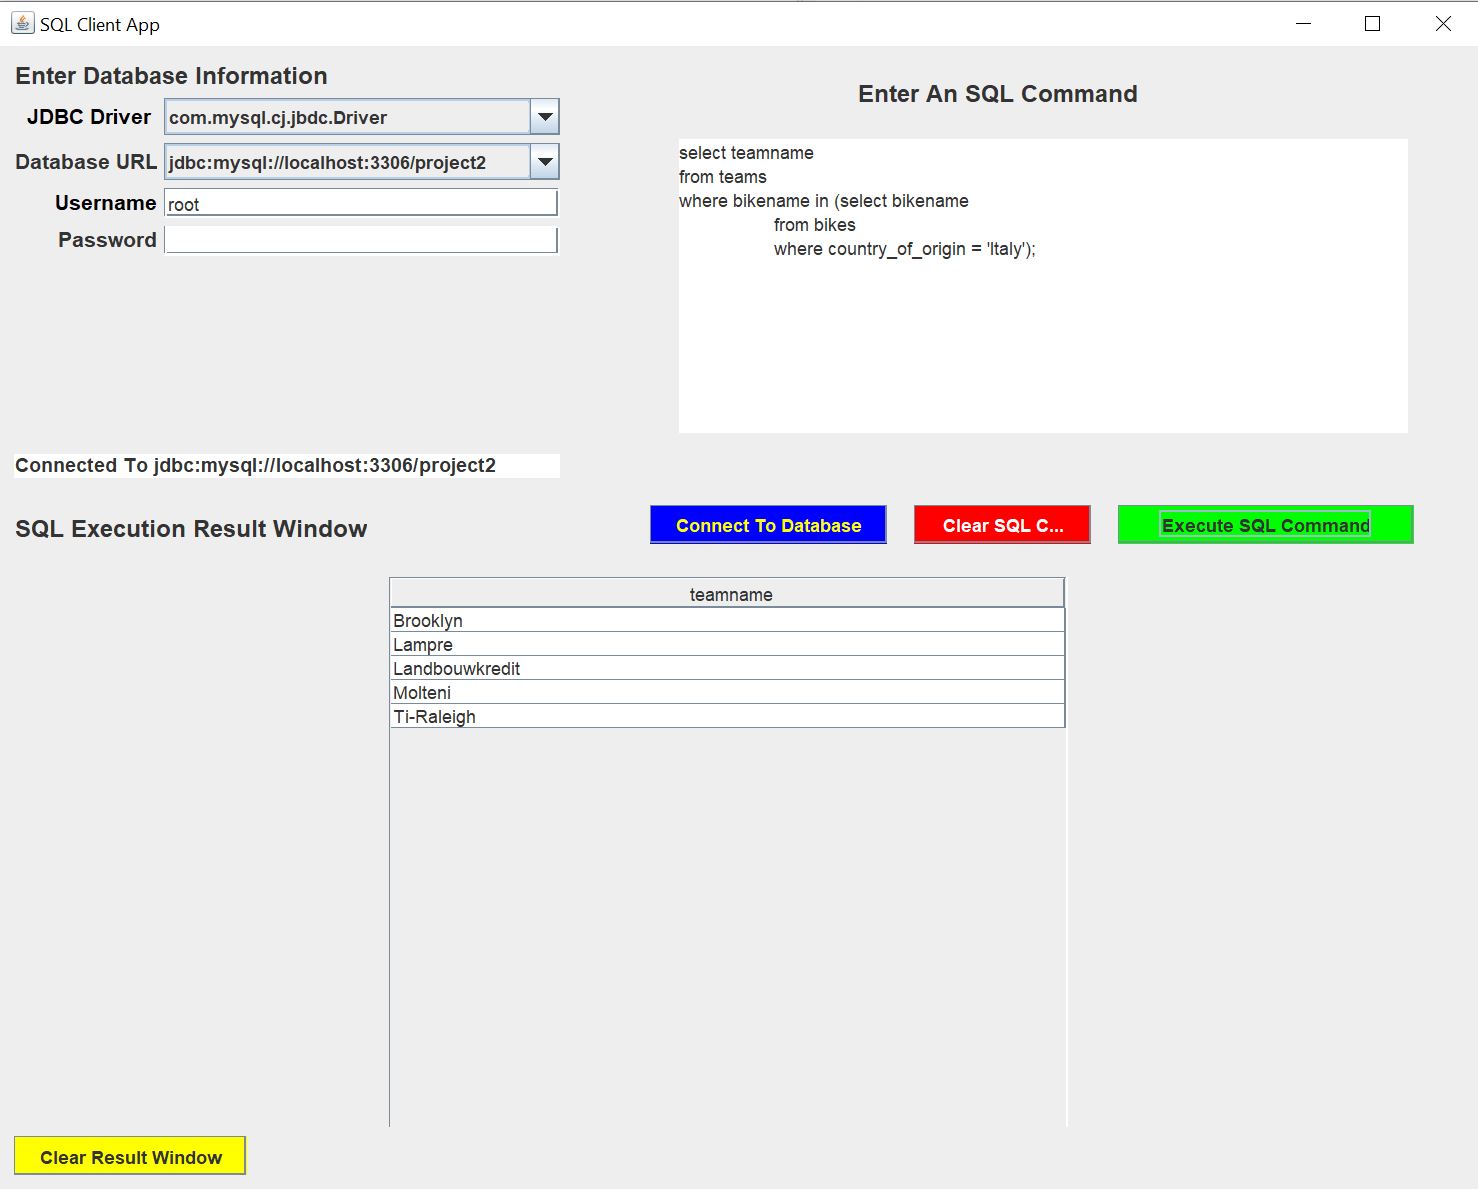 SQL Client App
Enter Database Information
JDBC Driver
com.mysql.cj.jbdc.Driver
Database URL
jdbc:mysql://localhost:3306/project2
Username
root
Password
Enter An SQL Command
select teamname
from teams
where bikename in (select bikename
from bikes
where country_of_origin = 'Italy');
Connected To jdbc:mysql://localhost:3306/project2
SQL Execution Result Window
Connect To Database
Clear SQL C...
Execute SQL Command
teamname
Brooklyn
Lampre
Landbouwkredit
Molteni
Ti-Raleigh
Clear Result Window